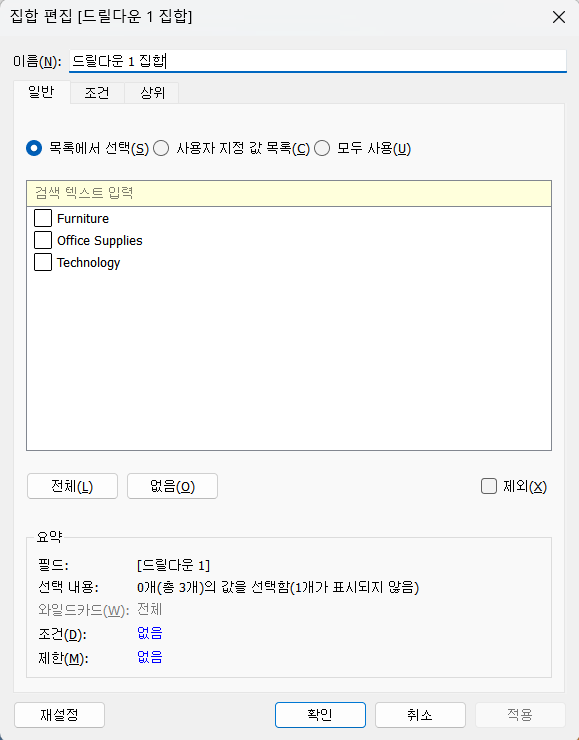 집합 편집 [드릴다운 1 집합]
이름(N): 드릴다운 1 집합
일반 조건 상위
목록에서 선택(S) 사용자 지정 값 목록(C) 모두 사용(U)
검색 텍스트 입력
Furniture
Office Supplies
Technology
전체(L) 없음(O) 제외(X)
요약
필드: [드릴다운 1]
선택 내용: 0개(총 3개)의 값을 선택함(1개가 표시되지 않음)
와일드카드(W): 전체
조건(D): 없음
제한(M): 없음
재설정 확인 취소 적용